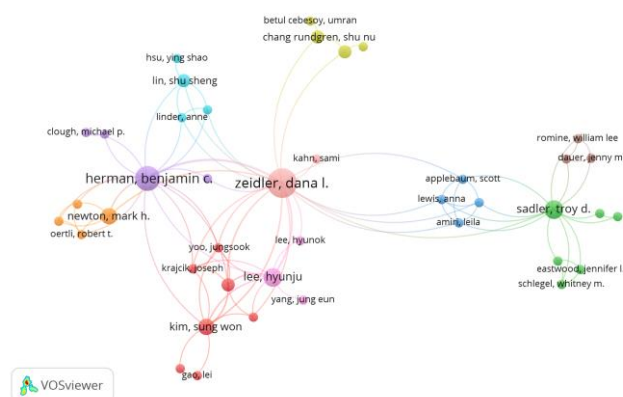 betul cebesoy, umran
chang rundgren, shu nu
hsu, ying shao
lin, shu sheng
linder, anne
clough, michael p.
kahn, sami
romine, william lee
dauer, jenny m
herman, benjamin c.
zeidler, dana l.
applebaum, scott
lewis, anna
sadler, troy d.
newton, mark h.
amin, leila
oertli, robert t.
yoo, jungsook
lee, hyunok
krajcik, joseph
lee, hyunju
eastwood, jennifer l
schlegel, whitney m.
yang, jung eun
kim, sung won
gao, lei
VOSviewer